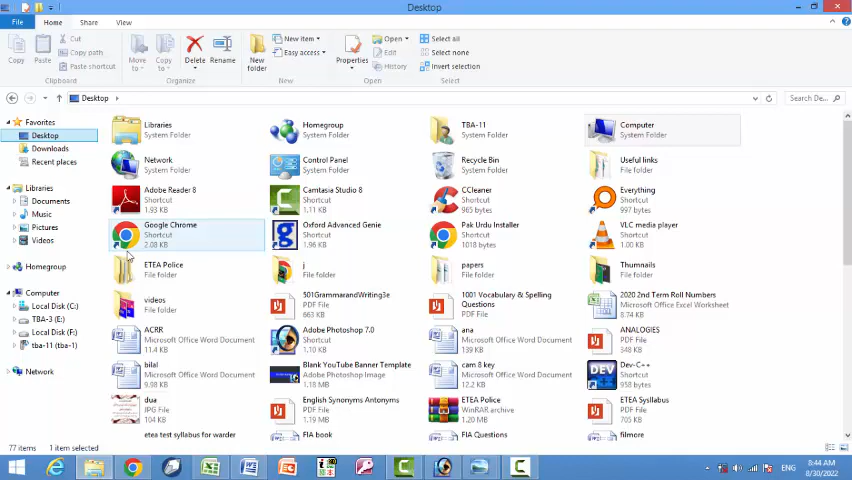 Desktop
File
Home
Share
View
Copy
Paste
Cut
Copy path
Paste shortcut
Clipboard
Move to
Copy to
Delete
Rename
Organize
New folder
New item
Easy access
New
Properties
Open
Edit
History
Open
Select all
Select none
Invert selection
Select
Desktop
Search De...
Favorites
Desktop
Downloads
Recent places
Libraries
Documents
Music
Pictures
Videos
Homegroup
Computer
Local Disk (C:)
TBA-3 (E:)
Local Disk (F:)
tba-11 (tba-1)
Network
Libraries
System Folder
Homegroup
System Folder
TBA-11
System Folder
Computer
System Folder
Network
System Folder
Control Panel
System Folder
Recycle Bin
System Folder
Useful links
File folder
Adobe Reader 8
Shortcut
1.93 KB
Camtasia Studio 8
Shortcut
1.11 KB
CCleaner
Shortcut
965 bytes
Everything
Shortcut
997 bytes
Google Chrome
Shortcut
2.08 KB
Oxford Advanced Genie
Shortcut
1.96 KB
Pak Urdu Installer
Shortcut
1018 bytes
VLC media player
Shortcut
1.00 KB
ETEA Police
File folder
j
File folder
papers
File folder
Thumnails
File folder
videos
File folder
501GrammarandWriting3e
PDF File
663 KB
1001 Vocabulary & Spelling
Questions
PDF File
2020 2nd Term Roll Numbers
Microsoft Office Excel Worksheet
8.74 KB
ACRR
Microsoft Office Word Document
11.4 KB
Adobe Photoshop 7.0
Shortcut
1.10 KB
ana
Microsoft Office Word Document
139 KB
ANALOGIES
PDF File
348 KB
bilal
Microsoft Office Word Document
9.98 KB
Blank YouTube Banner Template
Adobe Photoshop Image
1.18 MB
cam 8 key
Microsoft Office Word Document
12.2 KB
Dev-C++
Shortcut
958 bytes
dua
JPG File
4.91 KB
English Synonyms Antonyms
PDF File
1.19 MB
ETEA Police
WinRAR archive
1.20 MB
ETEA Syllabus
PDF File
705 KB
etea test syllabus for warder
FIA book
FIA Questions
filmore
77 items
1 item selected
ENG
8:44 AM
8/30/2022